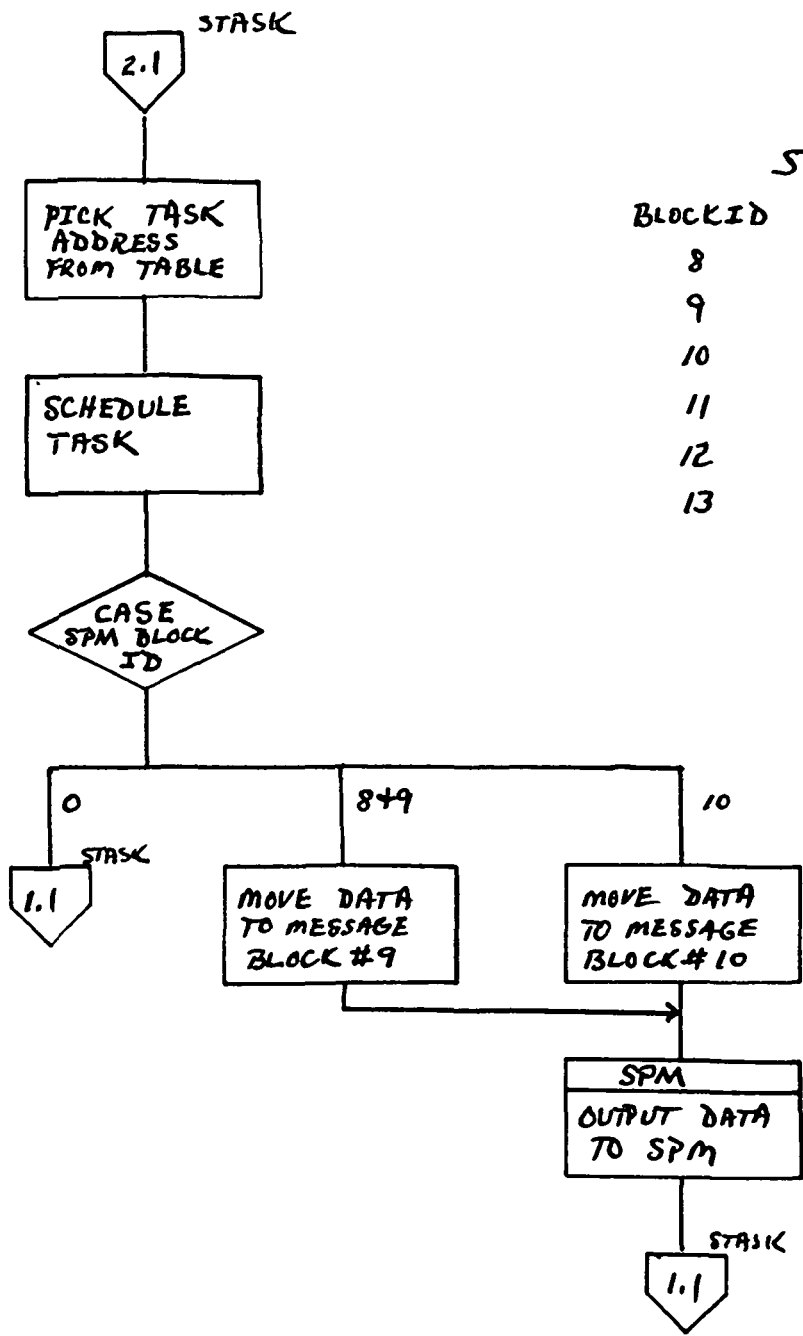 STASK
2.1
PICK TASK
ADDRESS
FROM TABLE
SCHEDULE
TASK
CASE
SPM BLOCK
ID
0
8+9
10
STASK
1.1
MOVE DATA
TO MESSAGE
BLOCK #9
MOVE DATA
TO MESSAGE
BLOCK # 10
SPM
OUTPUT DATA
TO SPM
STASK
1.1
S
BLOCKID
8
9
10
11
12
13